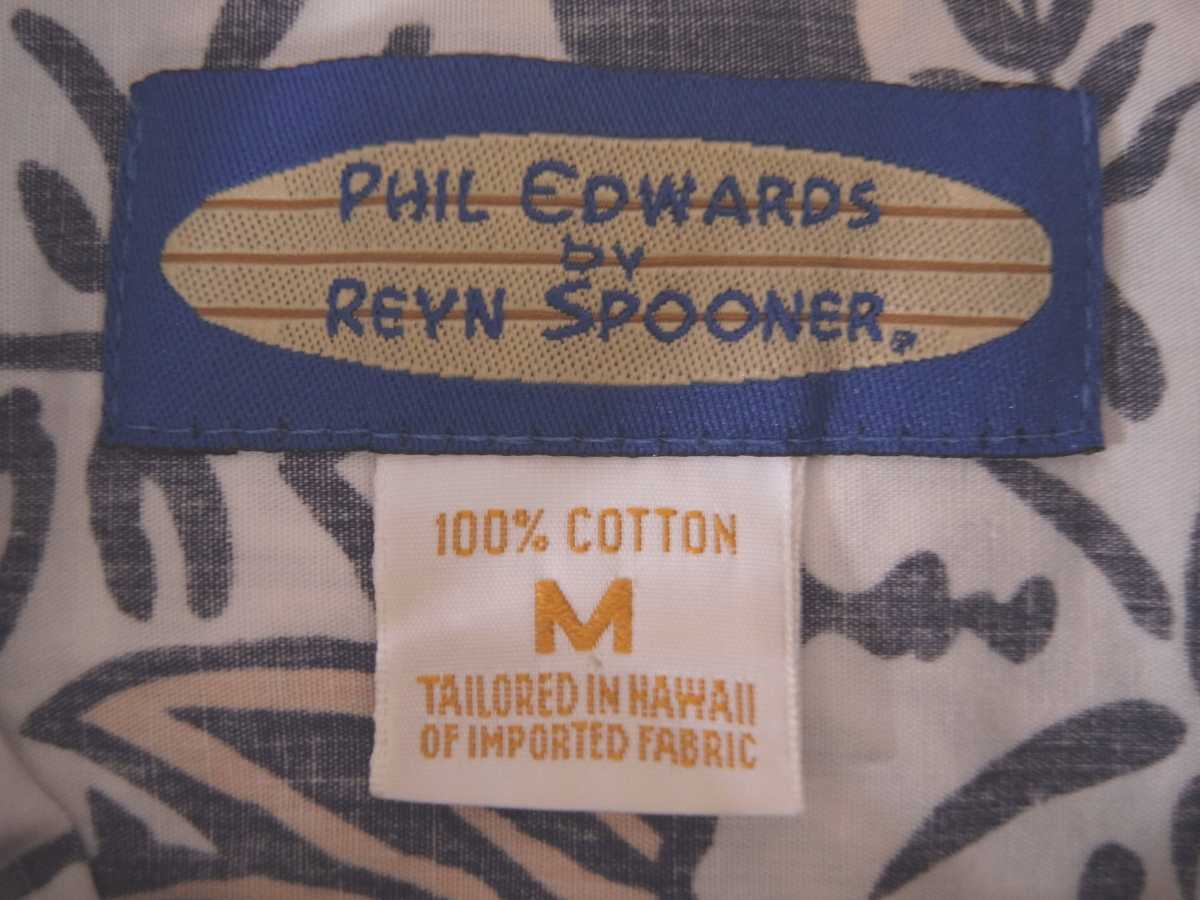 PHIL EDWARDS
by
REYN SPOONER.
100% COTTON
M
TAILORED IN HAWAII
OF IMPORTED FABRIC